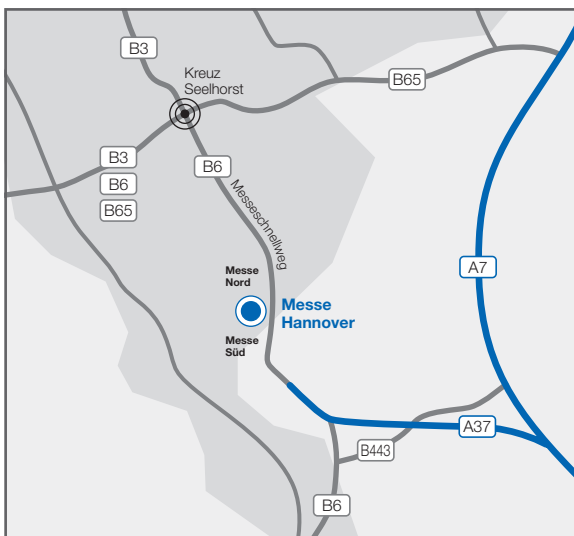 B3
Kreuz
Seelhorst
B65
B3
B6
B65
B6
Messeschnellweg
A7
Messe
Nord
Messe
Hannover
Messe
Süd
A37
B443
B6